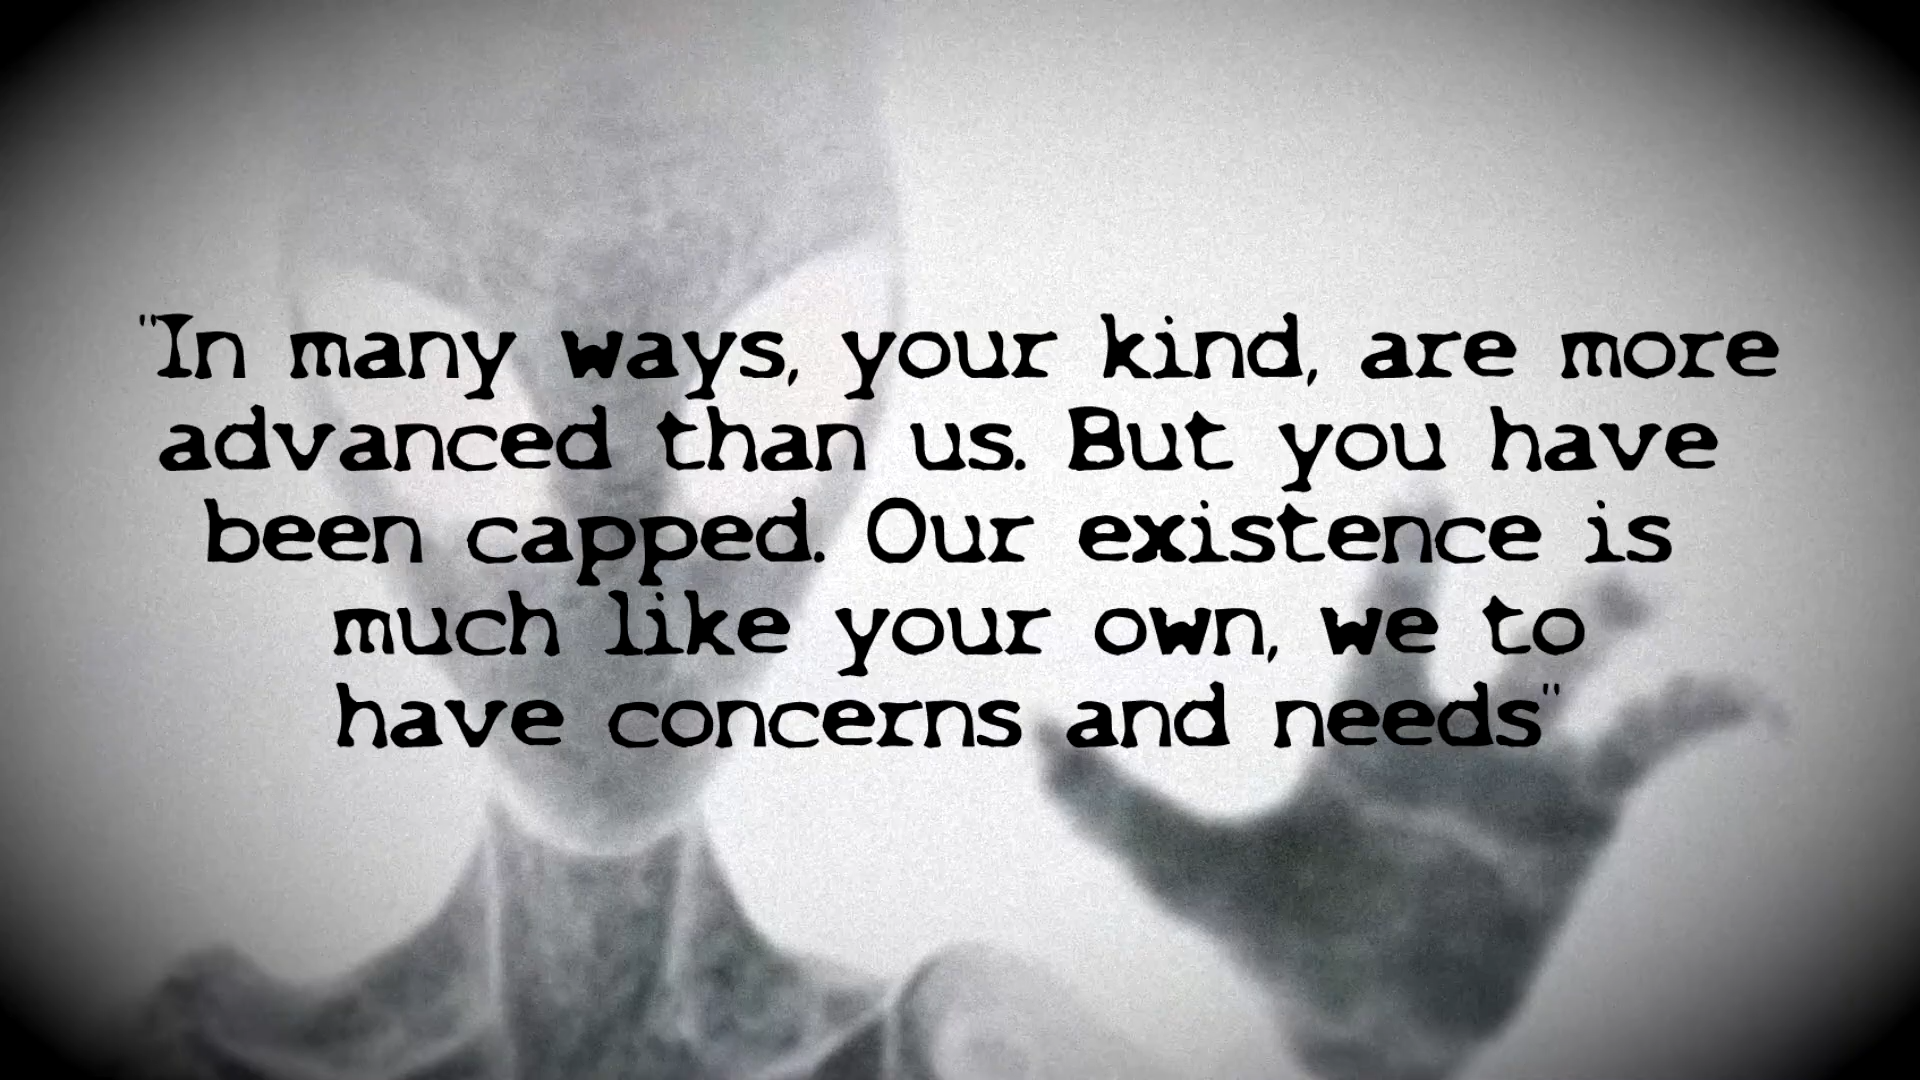 "In many ways, your kind, are more
advanced than us. But you have
been capped. Our existence is
much like your own, we to
have concerns and needs"